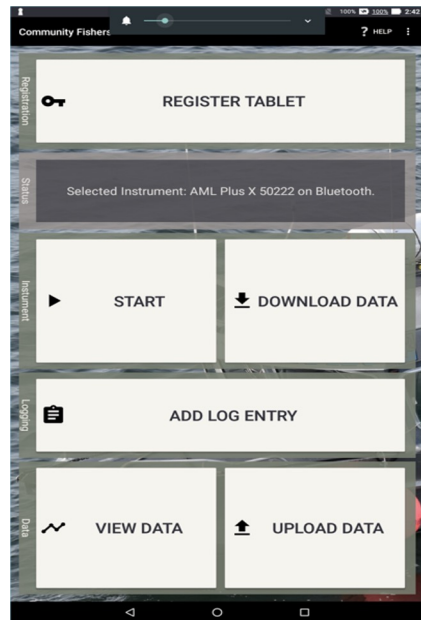 100% 100% 2:42
Community Fishers
? HELP
Registration
REGISTER TABLET
Status
Selected Instrument: AML Plus X 50222 on Bluetooth.
Instument
START
DOWNLOAD DATA
Logging
ADD LOG ENTRY
Data
VIEW DATA
UPLOAD DATA